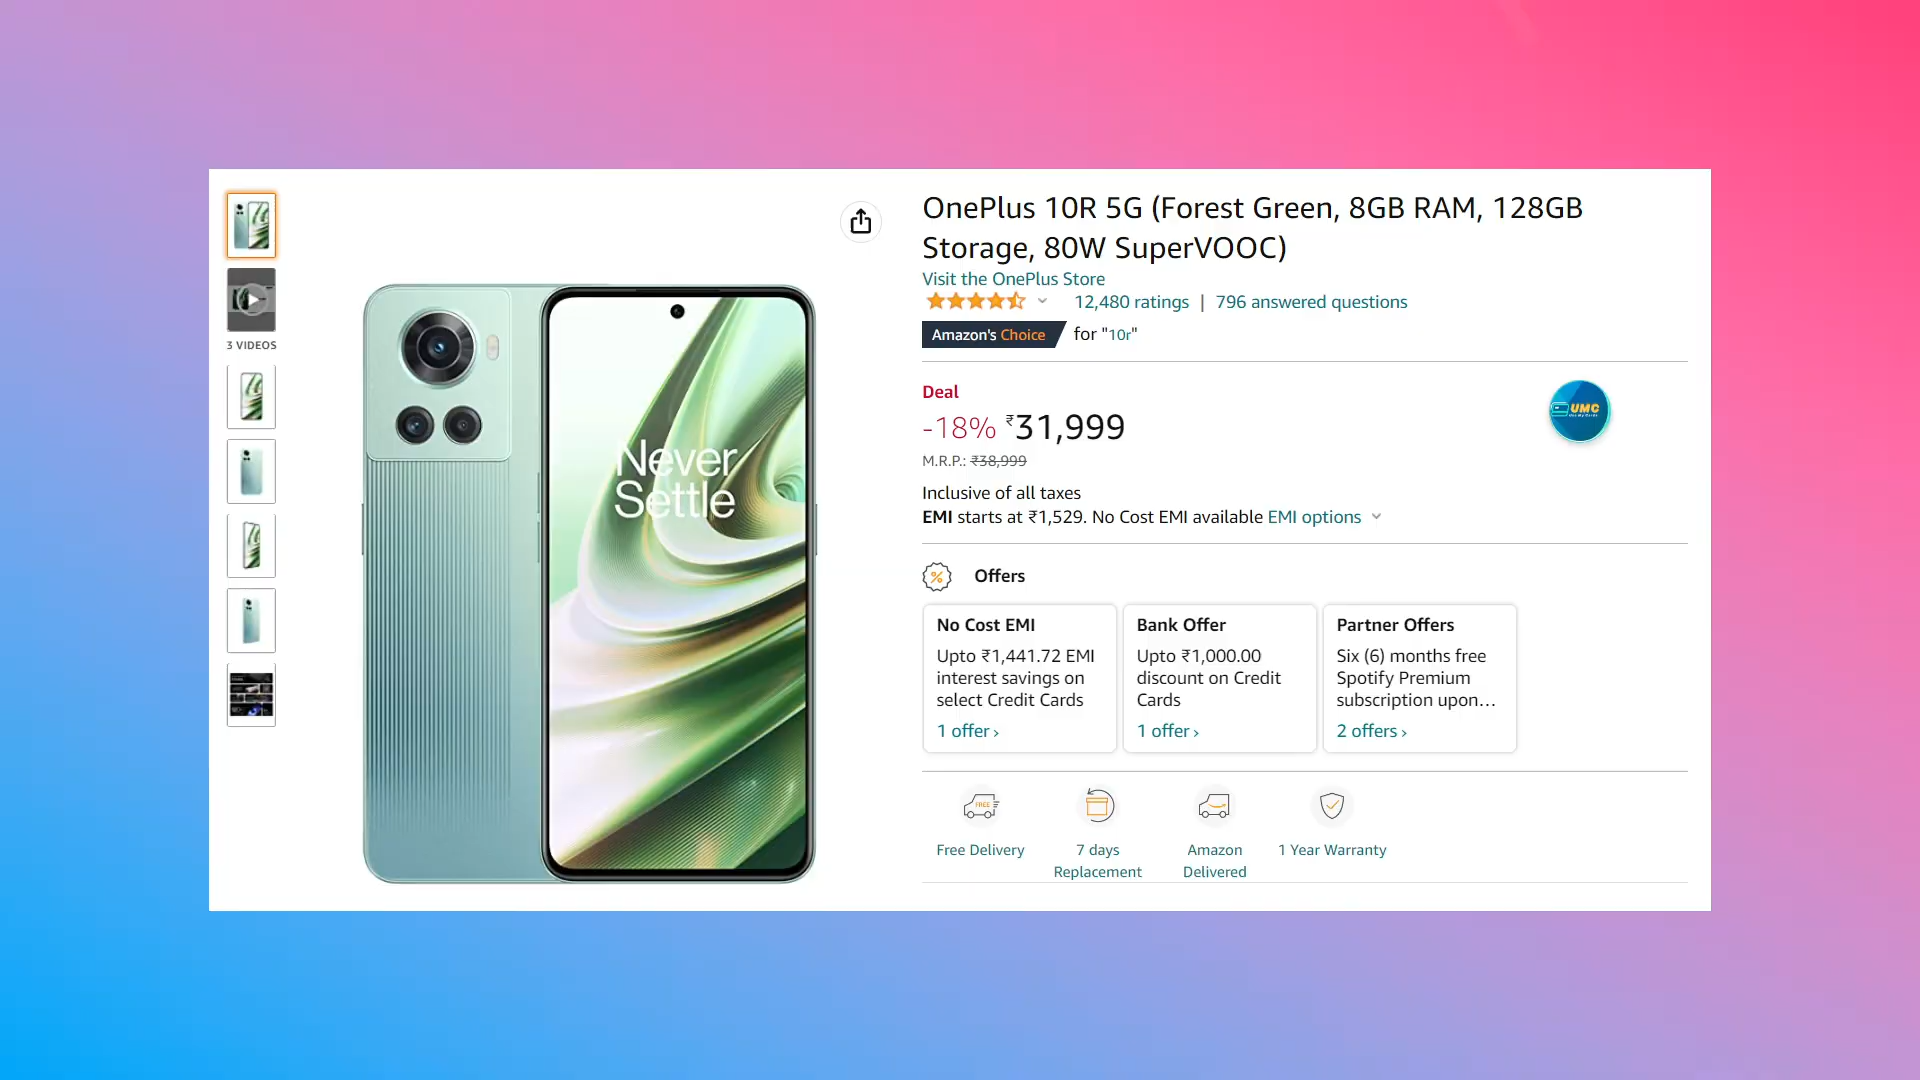 3 VIDEOS
Never
Settle
OnePlus 10R 5G (Forest Green, 8GB RAM, 128GB
Storage, 80W SuperVOOC)
Visit the OnePlus Store
12,480 ratings | 796 answered questions
Amazon's Choice for "10r"
Deal
-18% ₹31,999
M.R.P.: ₹38,999
UMC
Inclusive of all taxes
EMI starts at ₹1,529. No Cost EMI available EMI options
% Offers
No Cost EMI
Upto ₹1,441.72 EMI
interest savings on
select Credit Cards
1 offer ›
Bank Offer
Upto ₹1,000.00
discount on Credit
Cards
1 offer ›
Partner Offers
Six (6) months free
Spotify Premium
subscription upon...
2 offers ›
FREE
Free Delivery
7 days
Replacement
Amazon
Delivered
1 Year Warranty